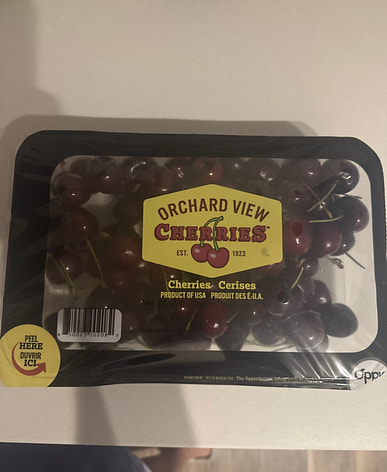 ORCHARD VIEW
CHERRIES
EST. 1923
Cherries Cerises
PRODUCT OF USA PRODUIT DES É.-U.A.
PEEL
HERE
OUVRIR
ICI
Oppy